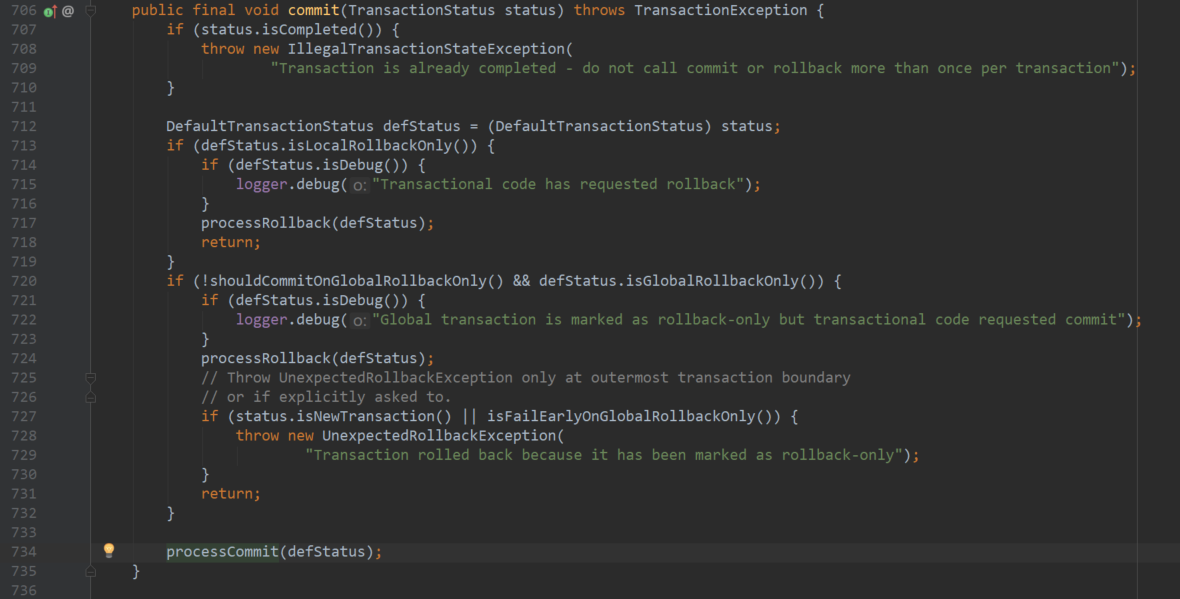 706 @ public final void commit(TransactionStatus status) throws TransactionException {
707 if (status.isCompleted()) {
708 throw new IllegalTransactionStateException(
709 "Transaction is already completed - do not call commit or rollback more than once per transaction");
710 }
711
712 DefaultTransactionStatus defStatus = (DefaultTransactionStatus) status;
713 if (defStatus.isLocalRollbackOnly()) {
714 if (defStatus.isDebug()) {
715 logger.debug( o: "Transactional code has requested rollback");
716 }
717 processRollback(defStatus);
718 return;
719 }
720 if (!shouldCommitOnGlobalRollbackOnly() && defStatus.isGlobalRollbackOnly()) {
721 if (defStatus.isDebug()) {
722 logger.debug( o: "Global transaction is marked as rollback-only but transactional code requested commit");
723 }
724 processRollback(defStatus);
725 // Throw UnexpectedRollbackException only at outermost transaction boundary
726 // or if explicitly asked to.
727 if (status.isNewTransaction() || isFailEarlyOnGlobalRollbackOnly()) {
728 throw new UnexpectedRollbackException(
729 "Transaction rolled back because it has been marked as rollback-only");
730 }
731 return;
732 }
733
734 processCommit(defStatus);
735 }
736